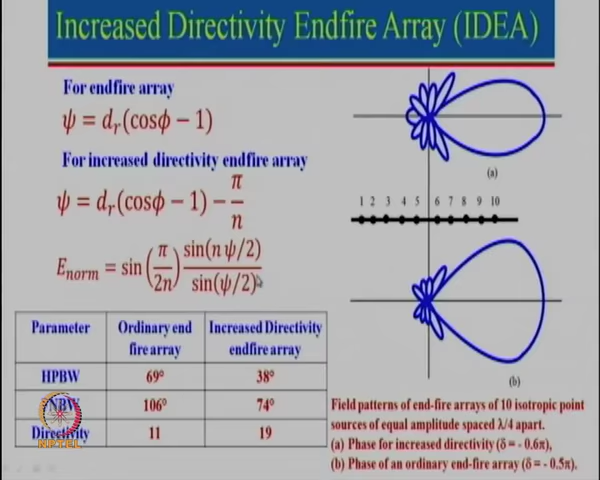 Increased Directivity Endfire Array (IDEA)
For endfire array
ψ = dᵣ(cosϕ − 1)
For increased directivity endfire array
ψ = dᵣ(cosϕ − 1) − π/n
Eₙₒᵣₘ = sin(π/2n) sin(n ψ/2)/sin(ψ/2)
Parameter Ordinary end fire array Increased Directivity endfire array
HPBW 69° 38°
NBW 106° 74°
Directivity 11 19
NPTEL
(a)
1 2 3 4 5 6 7 8 9 10
(b)
Field patterns of end-fire arrays of 10 isotropic point
sources of equal amplitude spaced λ/4 apart.
(a) Phase for increased directivity (δ = - 0.6π),
(b) Phase of an ordinary end-fire array (δ = - 0.5π).